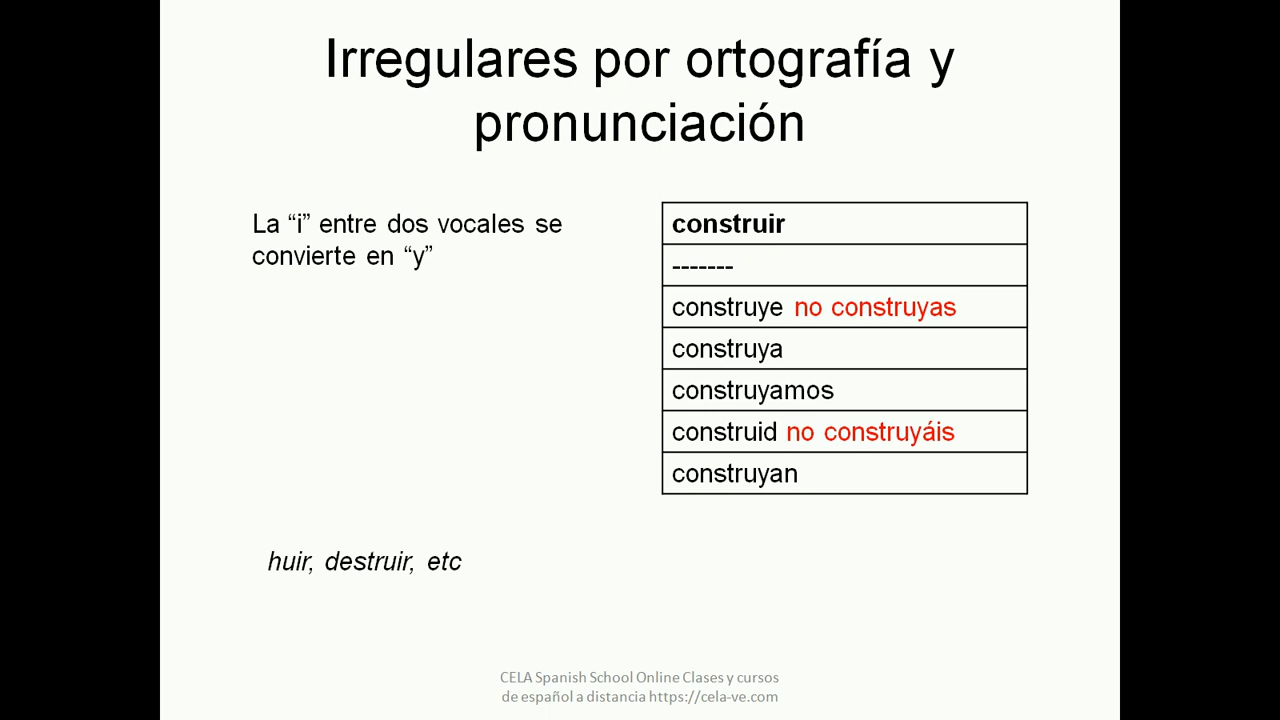 Irregulares por ortografía y
pronunciación
La “i” entre dos vocales se
convierte en “y”
construir
-------
construye no construyas
construya
construyamos
construid no construyáis
construyan
huir, destruir, etc
CELA Spanish School Online Clases y cursos
de español a distancia https://cela-ve.com